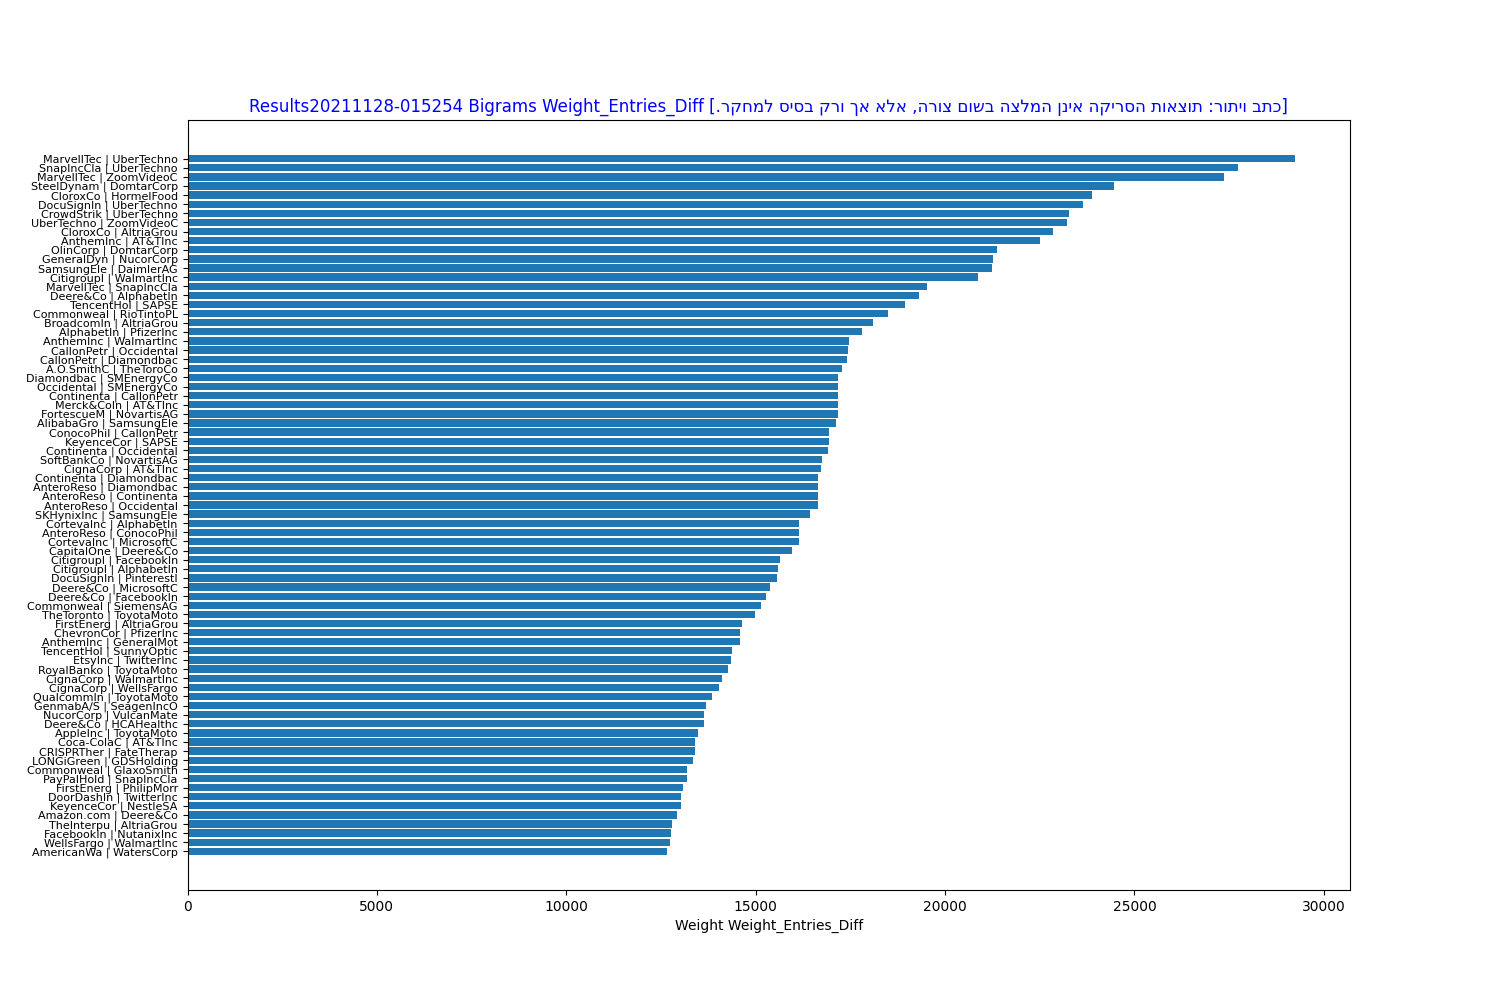 Results20211128-015254 Bigrams Weight_Entries_Diff [כתב ויתור: תוצאות הסריקה אינן המלצה בשום צורה, אלא אך ורק בסיס למחקר.]
MarvellTec | UberTechno
SnapIncCla | UberTechno
MarvellTec | ZoomVideoC
SteelDynam | DomtarCorp
CloroxCo | HormelFood
DocuSignIn | UberTechno
CrowdStrik | UberTechno
UberTechno | ZoomVideoC
CloroxCo | AltriaGrou
AnthemInc | AT&TInc
OlinCorp | DomtarCorp
GeneralDyn | NucorCorp
SamsungEle | DaimlerAG
CitigroupI | WalmartInc
MarvellTec | SnapIncCla
Deere&Co | AlphabetIn
TencentHol | SAPSE
Commonweal | RioTintoPL
BroadcomIn | AltriaGrou
AlphabetIn | PfizerInc
AnthemInc | WalmartInc
CallonPetr | Occidental
CallonPetr | Diamondbac
A.O.SmithC | TheToroCo
Diamondbac | SMEnergyCo
Occidental | SMEnergyCo
Continenta | CallonPetr
Merck&CoIn | AT&TInc
FortescueM | NovartisAG
AlibabaGro | SamsungEle
ConocoPhil | CallonPetr
KeyenceCor | SAPSE
Continenta | Occidental
SoftBankCo | NovartisAG
CignaCorp | AT&TInc
Continenta | Diamondbac
AnteroReso | Diamondbac
AnteroReso | Continenta
AnteroReso | Occidental
SKHynixInc | SamsungEle
CortevaInc | AlphabetIn
AnteroReso | ConocoPhil
CortevaInc | MicrosoftC
CapitalOne | Deere&Co
CitigroupI | FacebookIn
CitigroupI | AlphabetIn
DocuSignIn | PinterestI
Deere&Co | MicrosoftC
Deere&Co | FacebookIn
Commonweal | SiemensAG
TheToronto | ToyotaMoto
FirstEnerg | AltriaGrou
ChevronCor | PfizerInc
AnthemInc | GeneralMot
TencentHol | SunnyOptic
EtsyInc | TwitterInc
RoyalBanko | ToyotaMoto
CignaCorp | WalmartInc
CignaCorp | WellsFargo
QualcommIn | ToyotaMoto
GenmabA/S | SeagenIncO
NucorCorp | VulcanMate
Deere&Co | HCAHealthc
AppleInc | ToyotaMoto
Coca-ColaC | AT&TInc
CRISPRTher | FateTherap
LONGiGreen | GDSHolding
Commonweal | GlaxoSmith
PayPalHold | SnapIncCla
FirstEnerg | PhilipMorr
DoorDashIn | TwitterInc
KeyenceCor | NestleSA
Amazon.com | Deere&Co
TheInterpu | AltriaGrou
FacebookIn | NutanixInc
WellsFargo | WalmartInc
AmericanWa | WatersCorp
0 5000 10000 15000 20000 25000 30000
Weight Weight_Entries_Diff